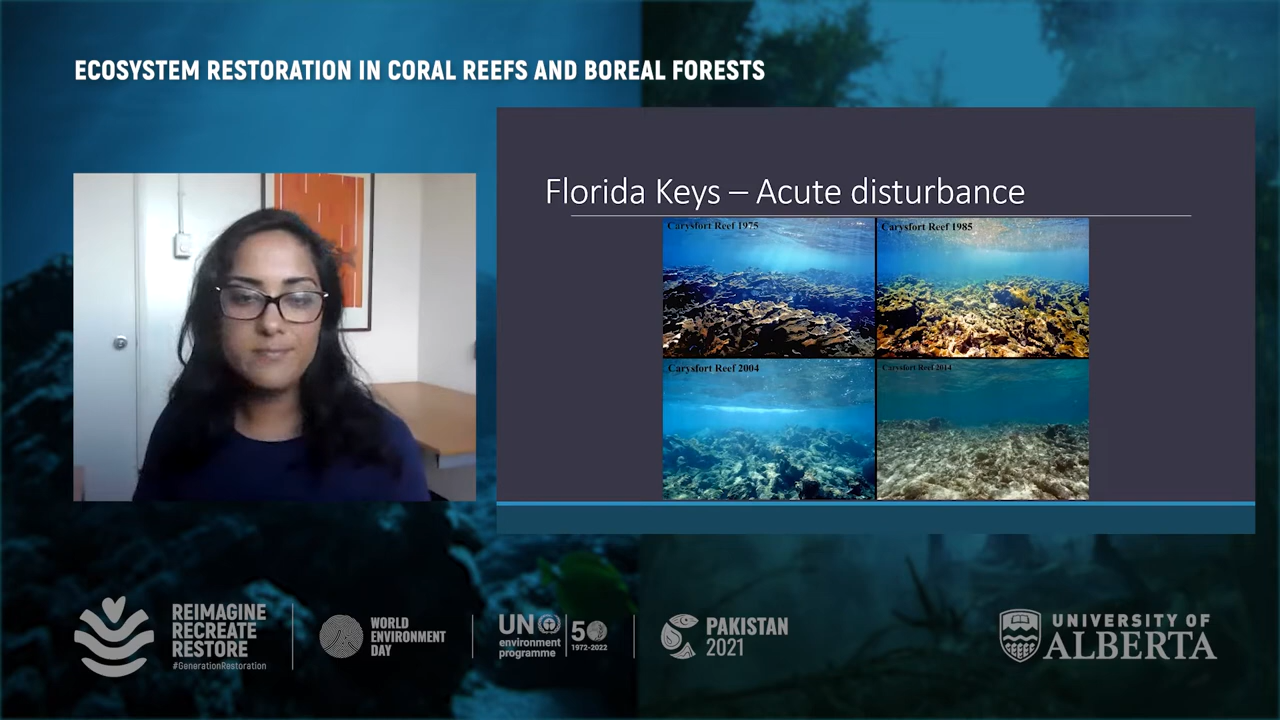 ECOSYSTEM RESTORATION IN CORAL REEFS AND BOREAL FORESTS
Florida Keys – Acute disturbance
Carysfort Reef 1975
Carysfort Reef 1985
Carysfort Reef 2004
Carysfort Reef 2014
REIMAGINE
RECREATE
RESTORE
#GenerationRestoration
WORLD
ENVIRONMENT
DAY
UN
environment
programme
50
1972-2022
PAKISTAN
2021
UNIVERSITY OF
ALBERTA